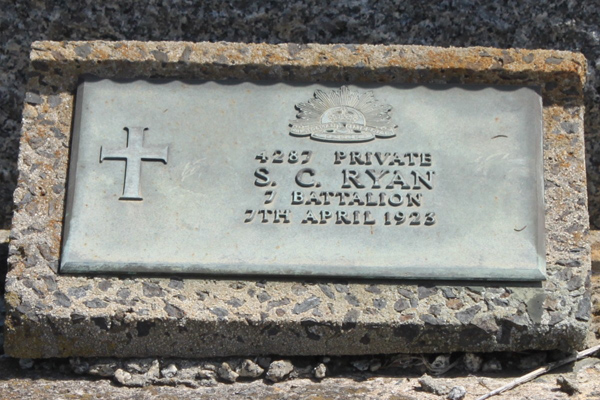 4287 PRIVATE
S. C. RYAN
7 BATTALION
7TH APRIL 1923